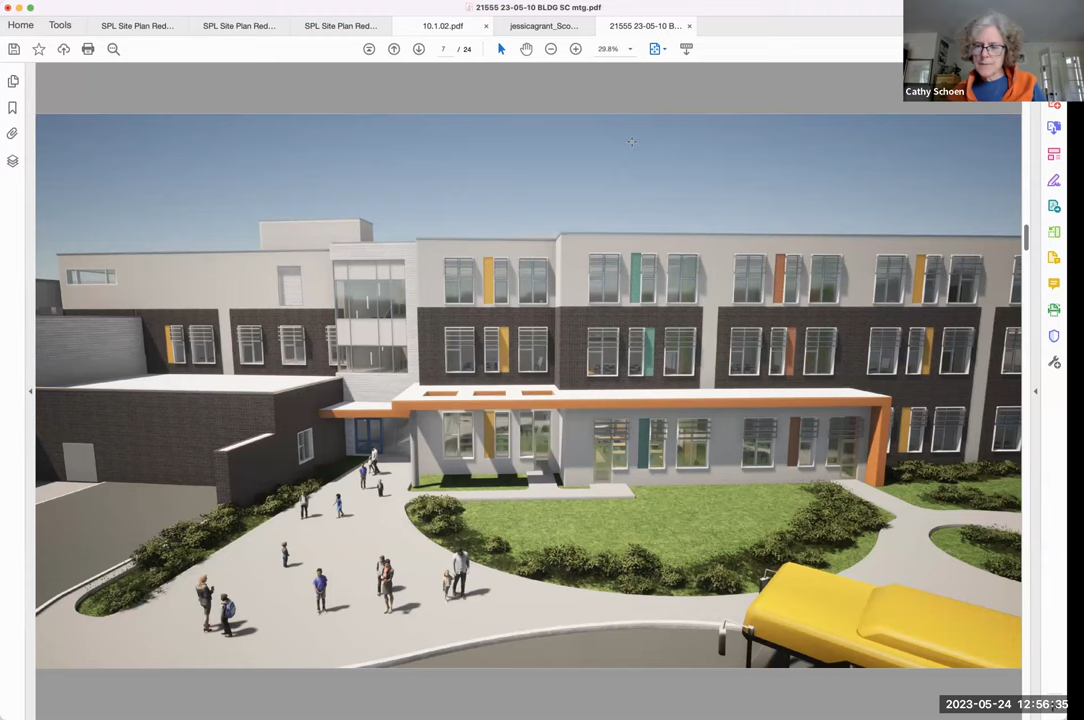 21555 23-05-10 BLDG SC mtg.pdf
Home Tools SPL Site Plan Red... SPL Site Plan Red... SPL Site Plan Red... 10.1.02.pdf × jessicagrant_Sco... 21555 23-05-10 B... ×
7 / 24 29.8%
Cathy Schoen
2023-05-24 12:56:35